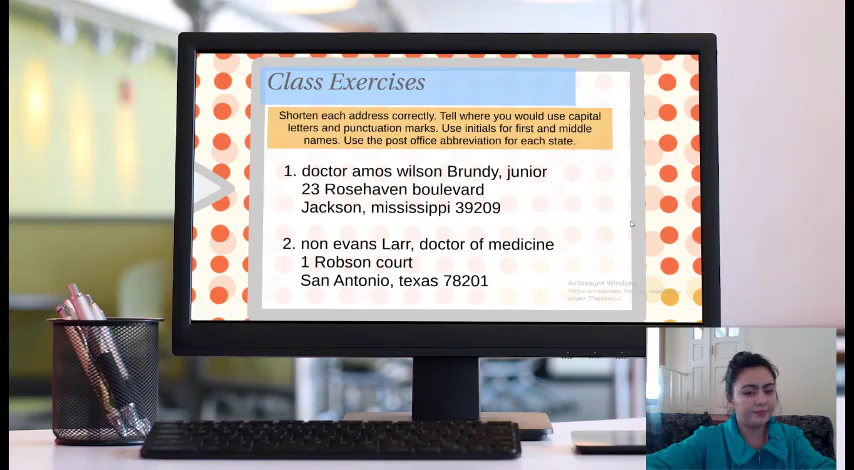 Class Exercises
Shorten each address correctly. Tell where you would use capital
letters and punctuation marks. Use initials for first and middle
names. Use the post office abbreviation for each state.
1. doctor amos wilson Brundy, junior
23 Rosehaven boulevard
Jackson, mississippi 39209
2. non evans Larr, doctor of medicine
1 Robson court
San Antonio, texas 78201
Активация Windows